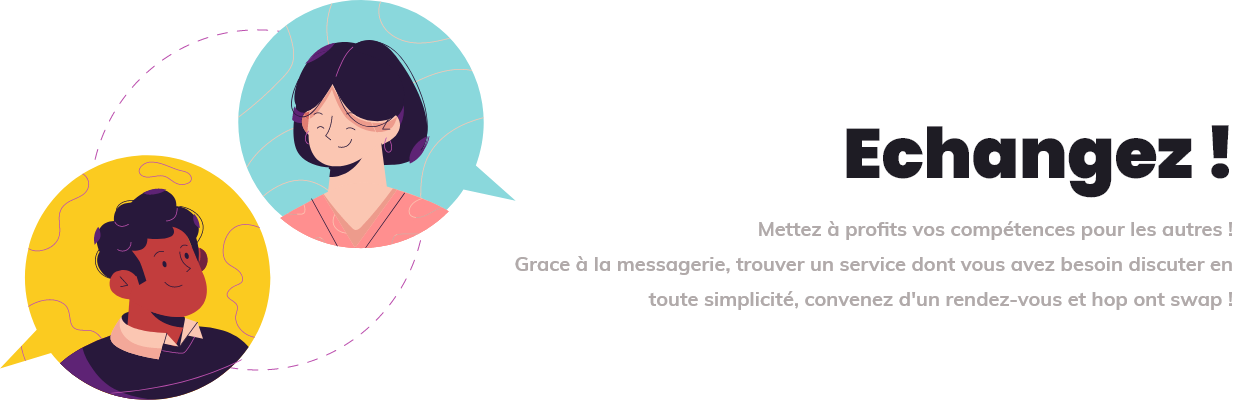 Echangez !
Mettez à profits vos compétences pour les autres !
Grace à la messagerie, trouver un service dont vous avez besoin discuter en
toute simplicité, convenez d'un rendez-vous et hop ont swap !